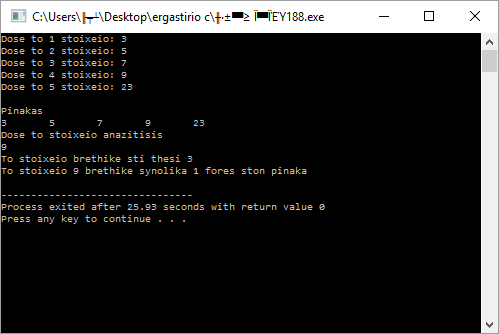 C:\Users\╫┯┷\Desktop\ergastirio c\╫·±■■≥ ΪΈΎ188.exe
Dose to 1 stoixeio: 3
Dose to 2 stoixeio: 5
Dose to 3 stoixeio: 7
Dose to 4 stoixeio: 9
Dose to 5 stoixeio: 23
Pinakas
3 5 7 9 23
Dose to stoixeio anazitisis
9
To stoixeio brethike sti thesi 3
To stoixeio 9 brethike synolika 1 fores ston pinaka
--------------------------------
Process exited after 25.93 seconds with return value 0
Press any key to continue . . .